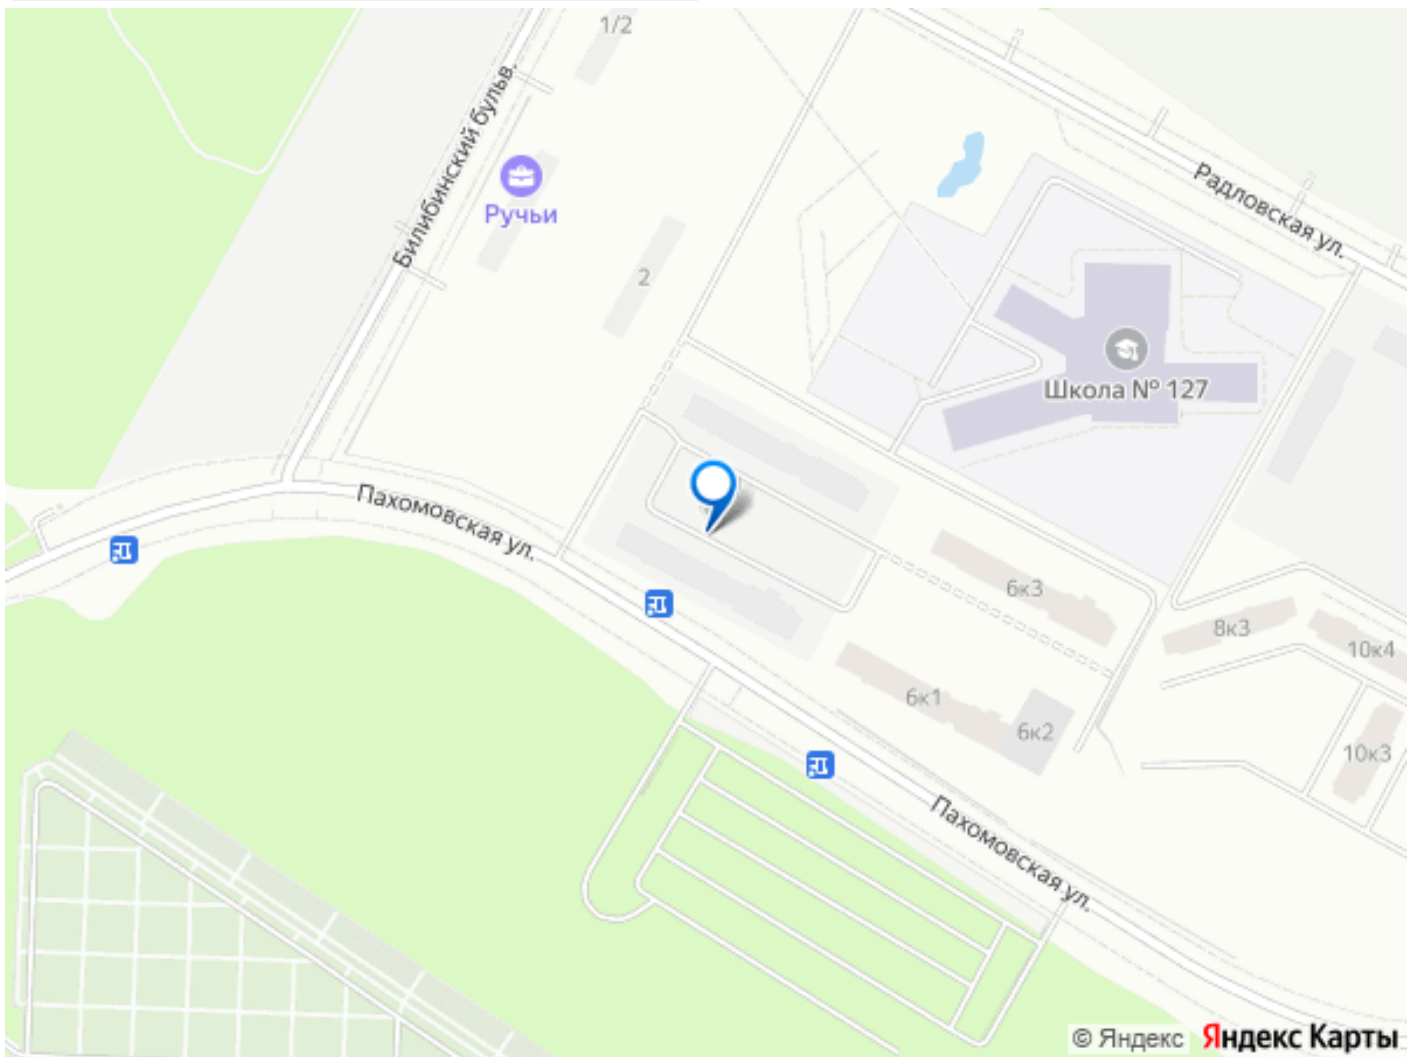 1/2
Билибинский бульв.
Ручьи
2
Радловская ул.
Школа № 127
Пахомовская ул.
6к3
8к3
10к4
6к1
6к2
10к3
Пахомовская ул.
© Яндекс Яндекс Карты